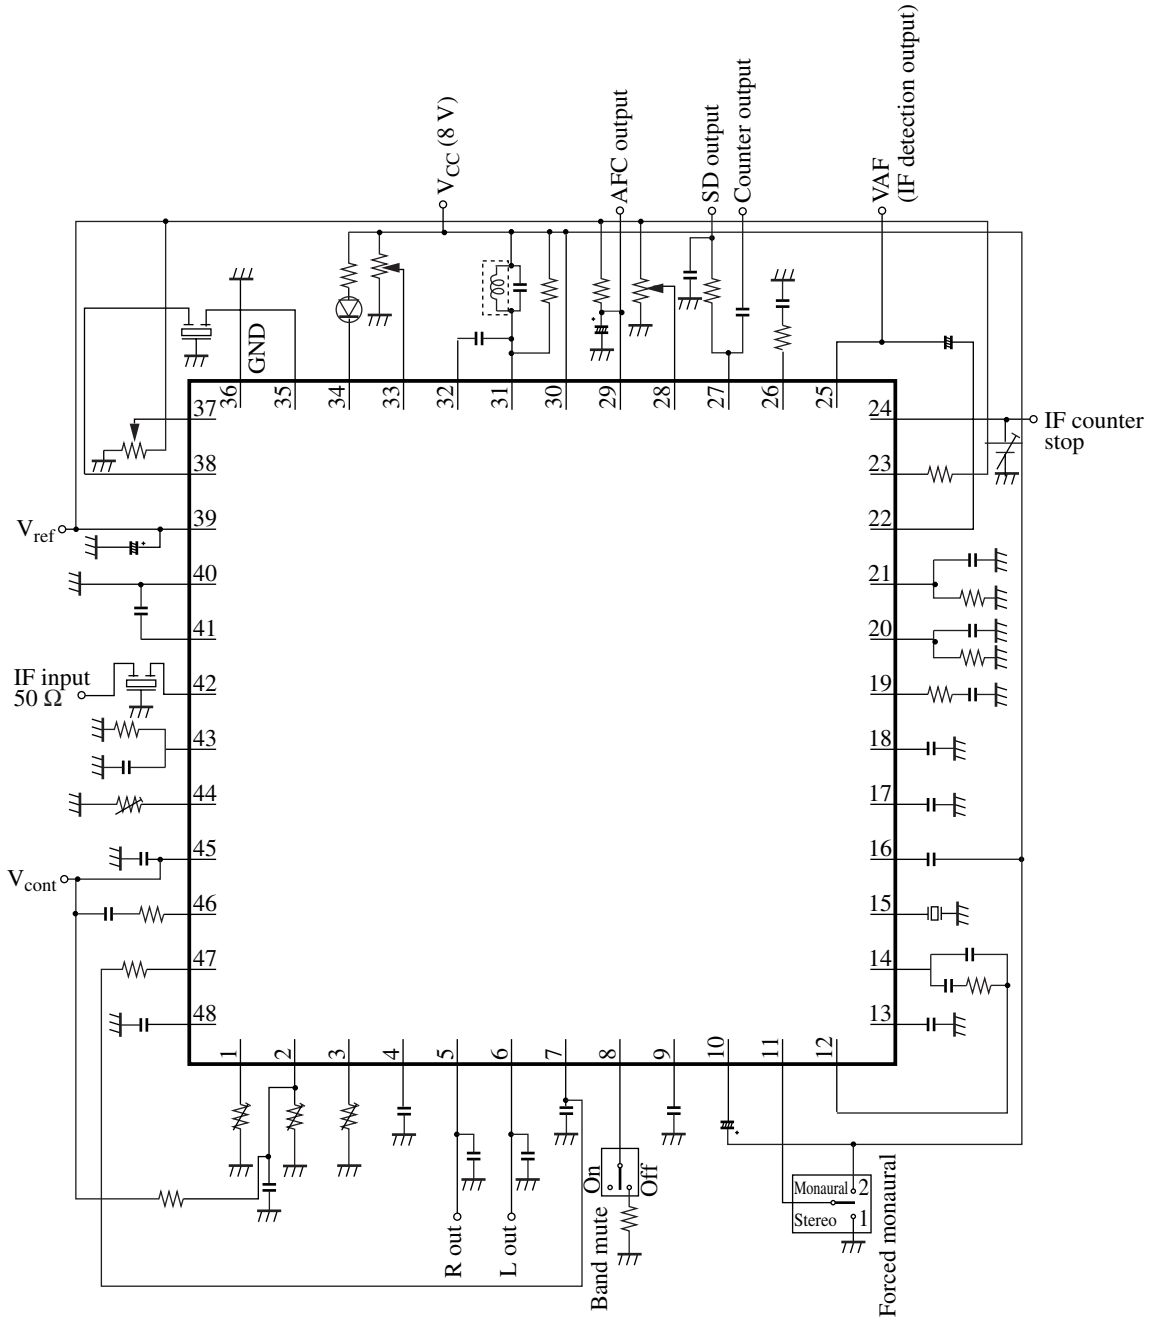 V_CC (8 V)
AFC output
SD output
Counter output
VAF
(IF detection output)
GND
36
35
34
33
32
31
30
29
28
27
26
25
37
38
39
40
41
42
43
44
45
46
47
48
V_ref
IF input
50 Ω
V_cont
24
23
22
21
20
19
18
17
16
15
14
13
IF counter
stop
1
2
3
4
5
6
7
8
9
10
11
12
R out
L out
On
Off
Band mute
Monaural 2
Stereo 1
Forced monaural